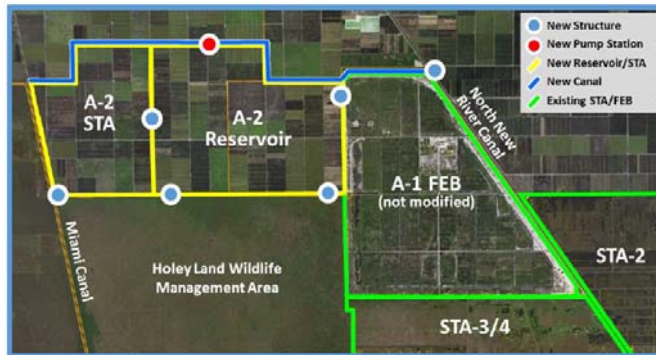 New Structure
New Pump Station
New Reservoir/STA
New Canal
Existing STA/FEB
A-2
STA
A-2
Reservoir
North New
River Canal
A-1 FEB
(not modified)
STA-2
Miami Canal
Holey Land Wildlife
Management Area
STA-3/4